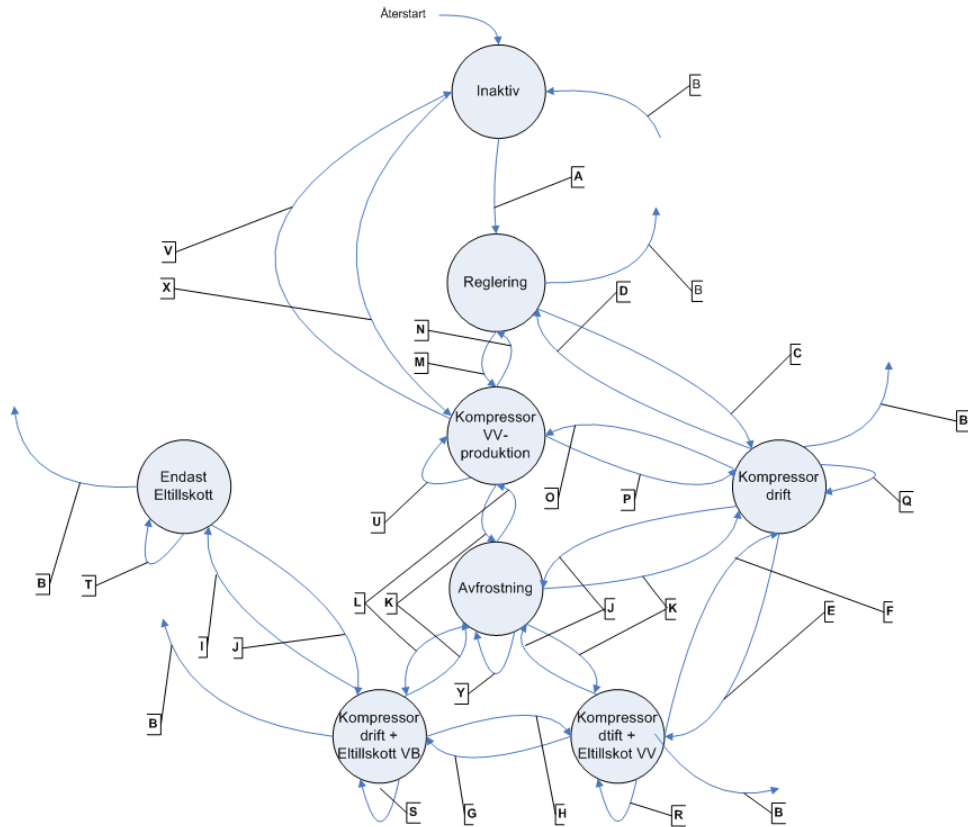 Återstart
Inaktiv
B
A
V
Reglering
B
X
D
N
M
C
B
Kompressor
VV-
produktion
Endast
Eltillskott
Kompressor
drift
U
O
P
Q
B
T
Avfrostning
L
K
J
K
E
F
I
J
B
Y
Kompressor
drift +
Eltillskott VB
Kompressor
dtift +
Eltillskot VV
S
G
H
R
B